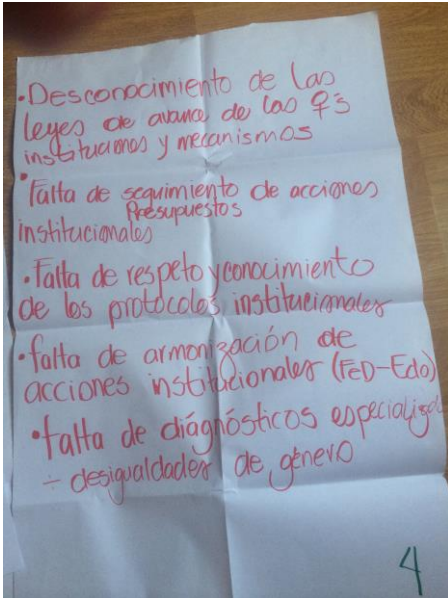 •Desconocimiento de las
leyes de avance de las ♀s
instituciones y mecanismos
•Falta de seguimiento de acciones
Presupuestos
institucionales
•Falta de respeto y conocimiento
de los protocolos institucionales
•falta de armonización de
acciones institucionales (FeD-Edo)
•falta de diágnósticos especializad
÷ desigualdades de género
4